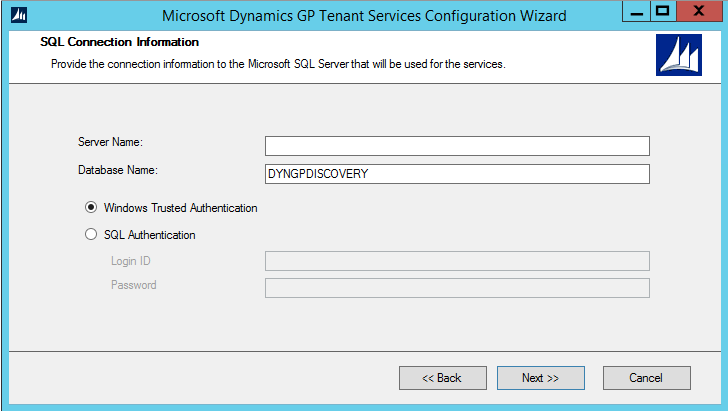 Microsoft Dynamics GP Tenant Services Configuration Wizard
SQL Connection Information
Provide the connection information to the Microsoft SQL Server that will be used for the services.
Server Name:
Database Name:
DYNGPDISCOVERY
Windows Trusted Authentication
SQL Authentication
Login ID
Password
<< Back
Next >>
Cancel